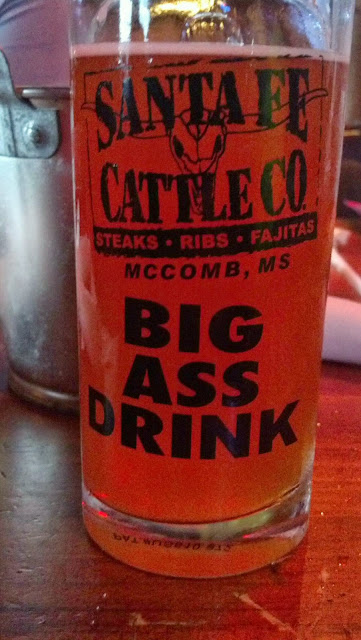 SANTA FE
CATTLE CO.
STEAKS • RIBS • FAJITAS
MCCOMB, MS
BIG
ASS
DRINK